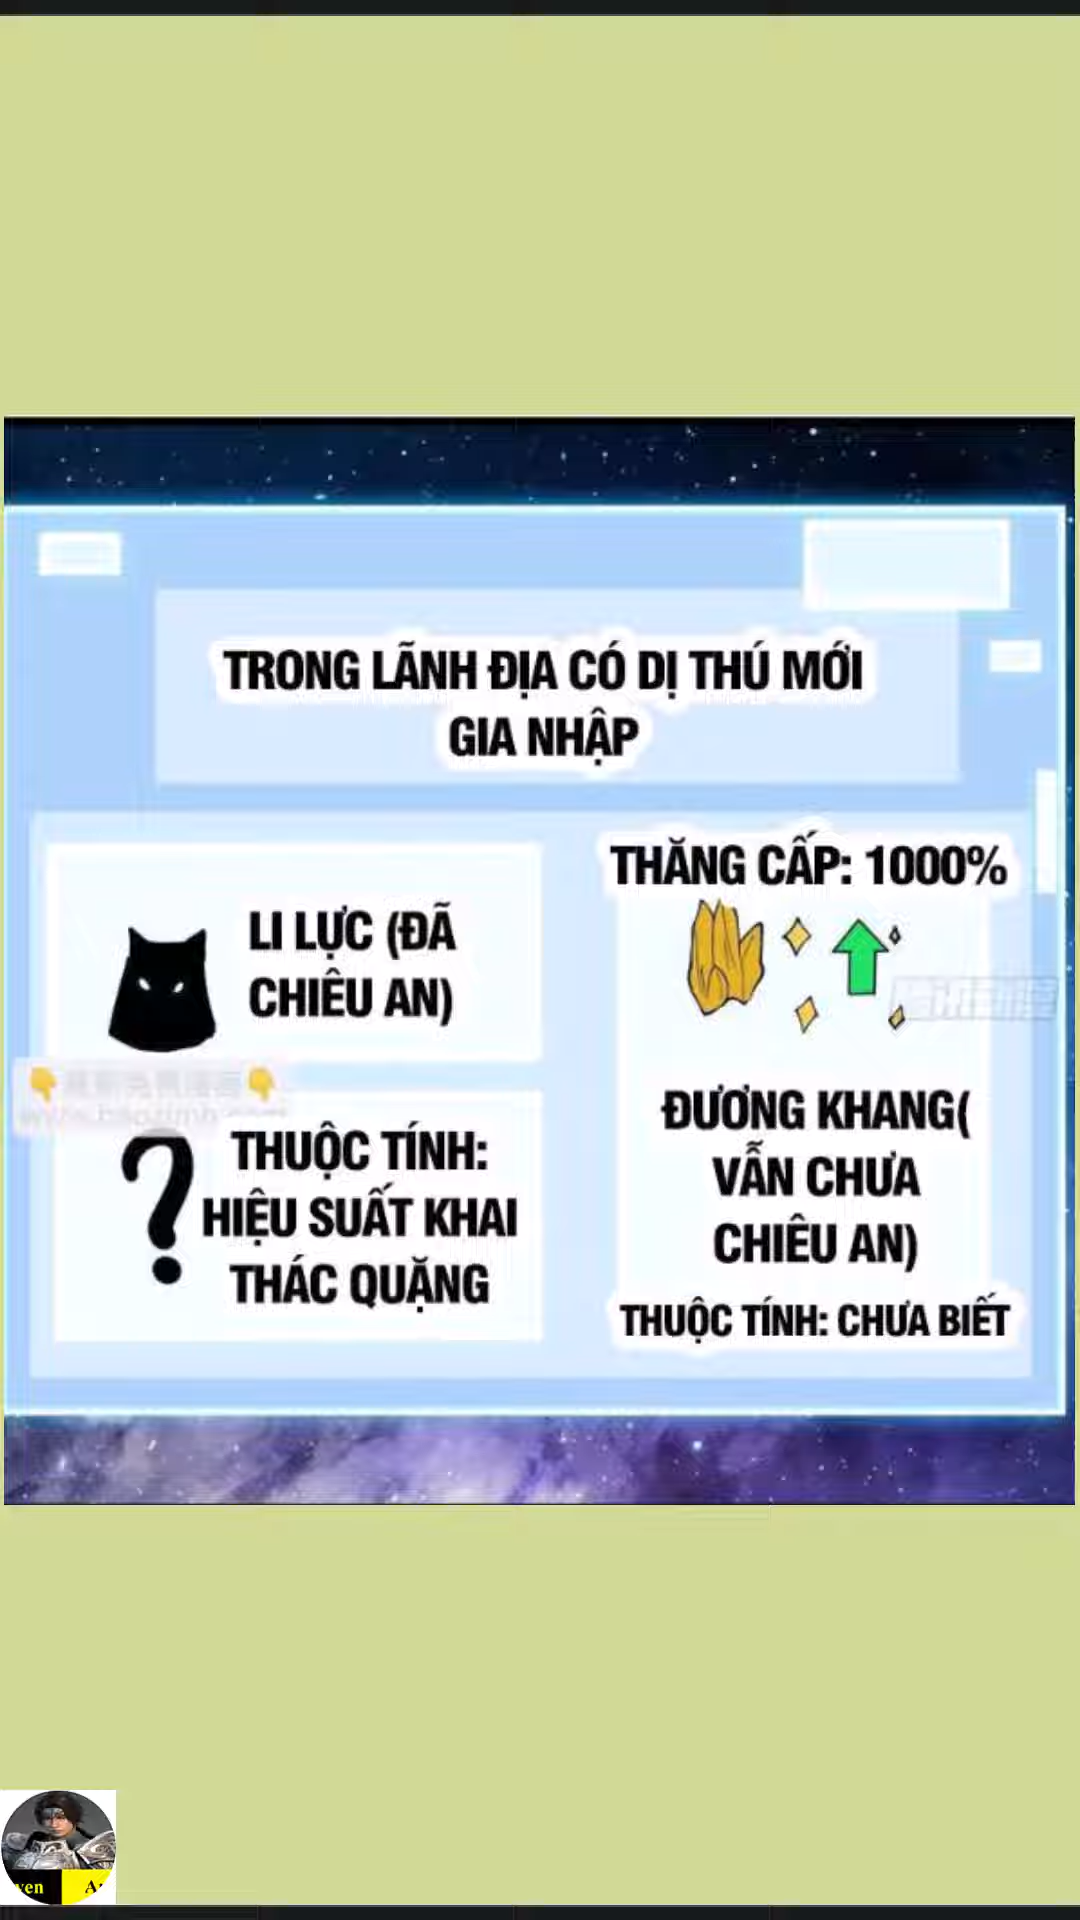 TRONG LÃNH ĐỊA CÓ DỊ THÚ MỚI
GIA NHẬP
LI LỰC (ĐÃ
CHIÊU AN)
THUỘC TÍNH:
HIỆU SUẤT KHAI
THÁC QUẶNG
THĂNG CẤP: 1000%
ĐƯƠNG KHANG(
VẪN CHƯA
CHIÊU AN)
THUỘC TÍNH: CHƯA BIẾT